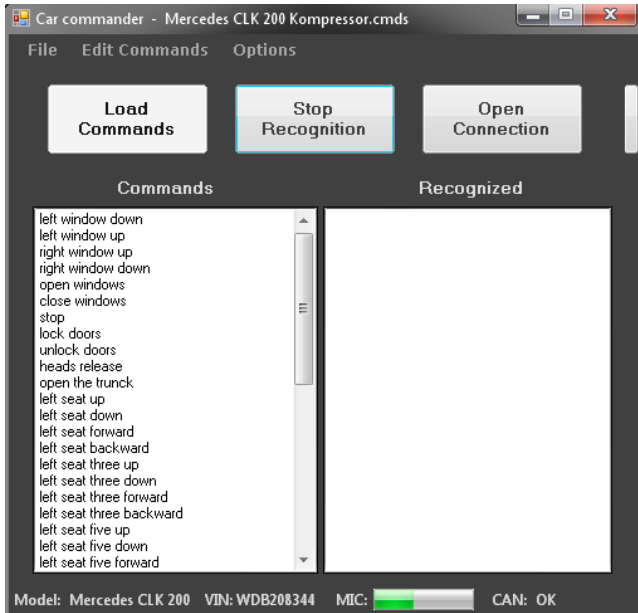 Car commander - Mercedes CLK 200 Kompressor.cmds
File Edit Commands Options
Load
Commands
Stop
Recognition
Open
Connection
Commands
Recognized
left window down
left window up
right window up
right window down
open windows
close windows
stop
lock doors
unlock doors
heads release
open the trunck
left seat up
left seat down
left seat forward
left seat backward
left seat three up
left seat three down
left seat three forward
left seat three backward
left seat five up
left seat five down
left seat five forward
Model: Mercedes CLK 200 VIN: WDB208344 MIC: CAN: OK